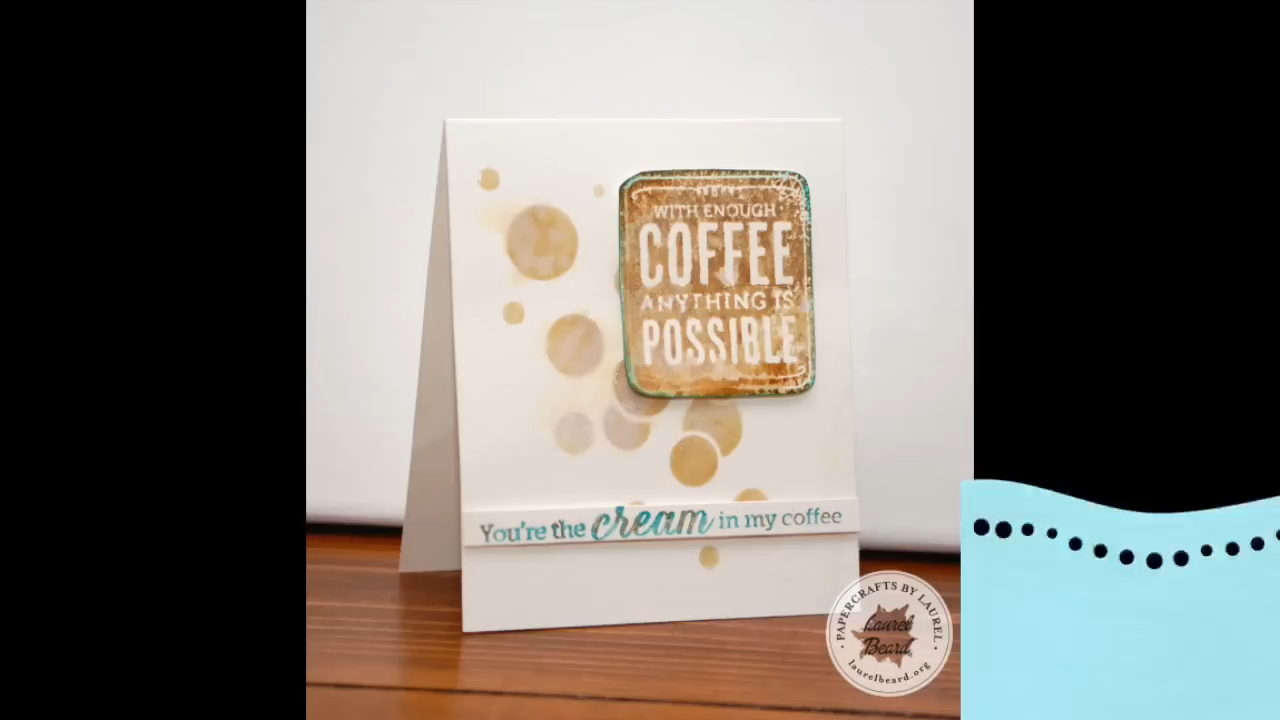 WITH ENOUGH
COFFEE
ANYTHING IS
POSSIBLE
You're the cream in my coffee
PAPERCRAFTS BY LAUREL
Laurel
Beard
laurelbeard.org